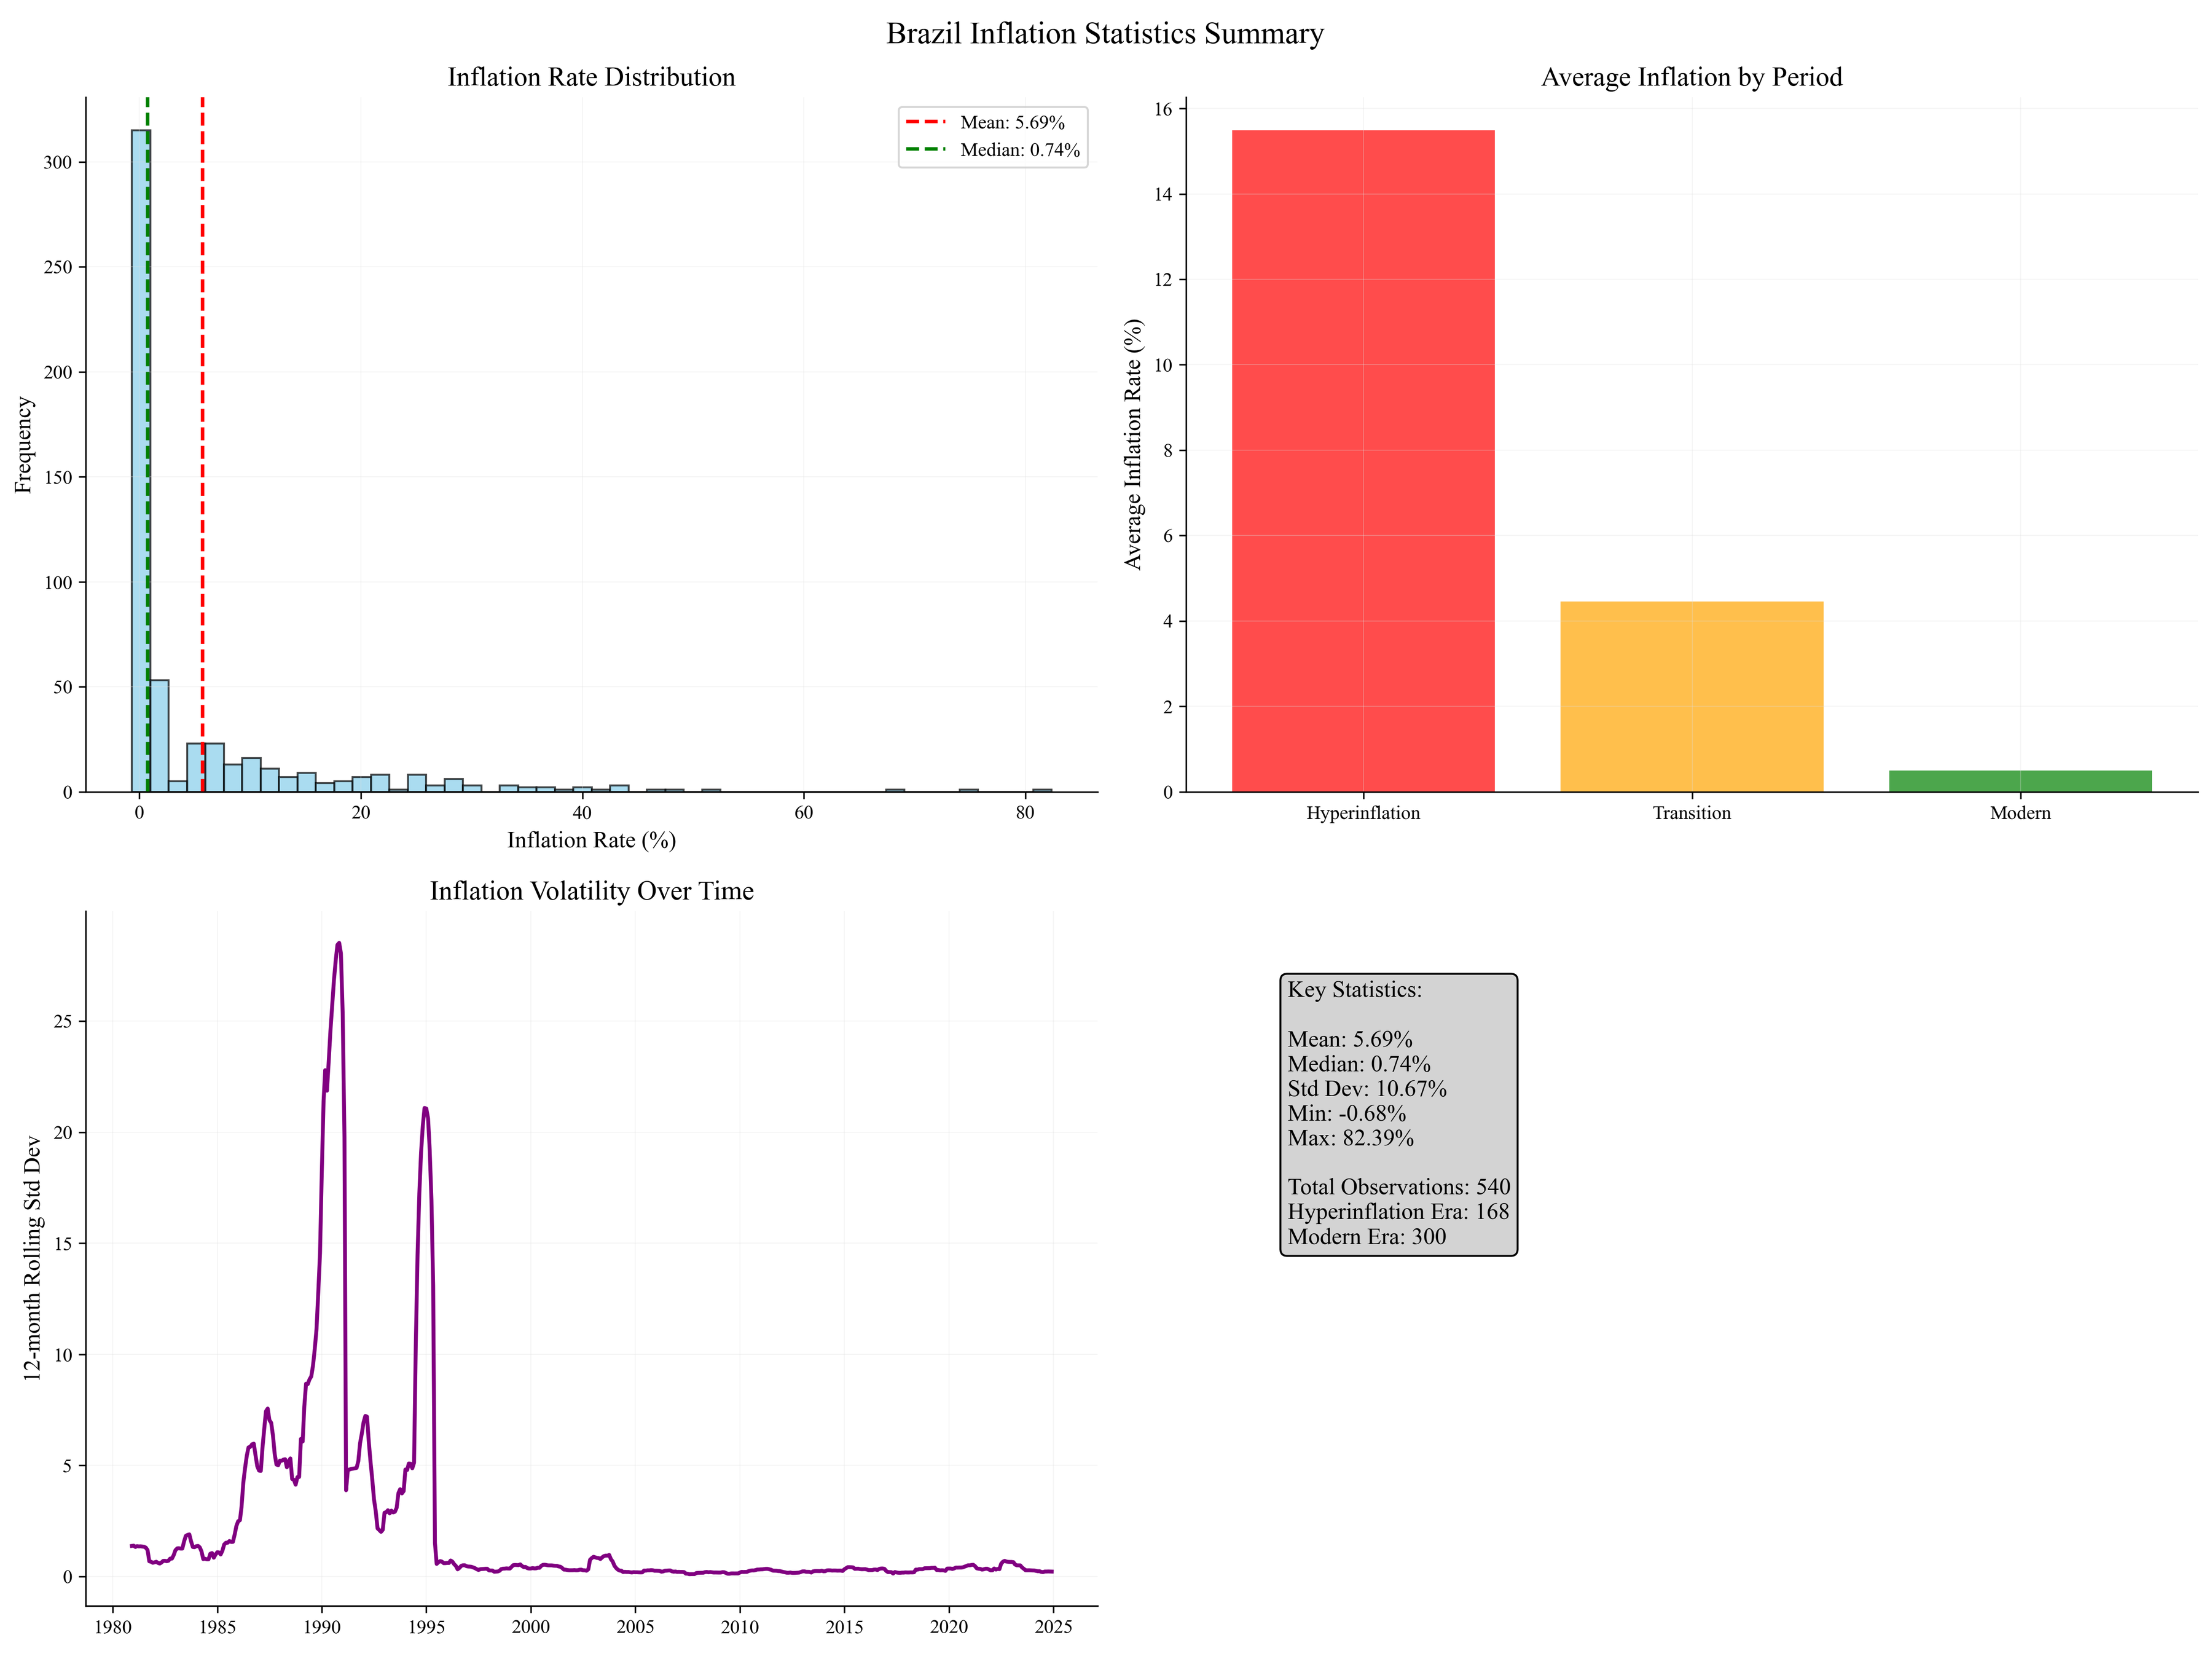 Brazil Inflation Statistics Summary
Inflation Rate Distribution
Frequency
300
250
200
150
100
50
0
0 20 40 60 80
Inflation Rate (%)
Mean: 5.69%
Median: 0.74%
Average Inflation by Period
Average Inflation Rate (%)
16
14
12
10
8
6
4
2
0
Hyperinflation Transition Modern
Inflation Volatility Over Time
12-month Rolling Std Dev
25
20
15
10
5
0
1980 1985 1990 1995 2000 2005 2010 2015 2020 2025
Key Statistics:
Mean: 5.69%
Median: 0.74%
Std Dev: 10.67%
Min: -0.68%
Max: 82.39%
Total Observations: 540
Hyperinflation Era: 168
Modern Era: 300